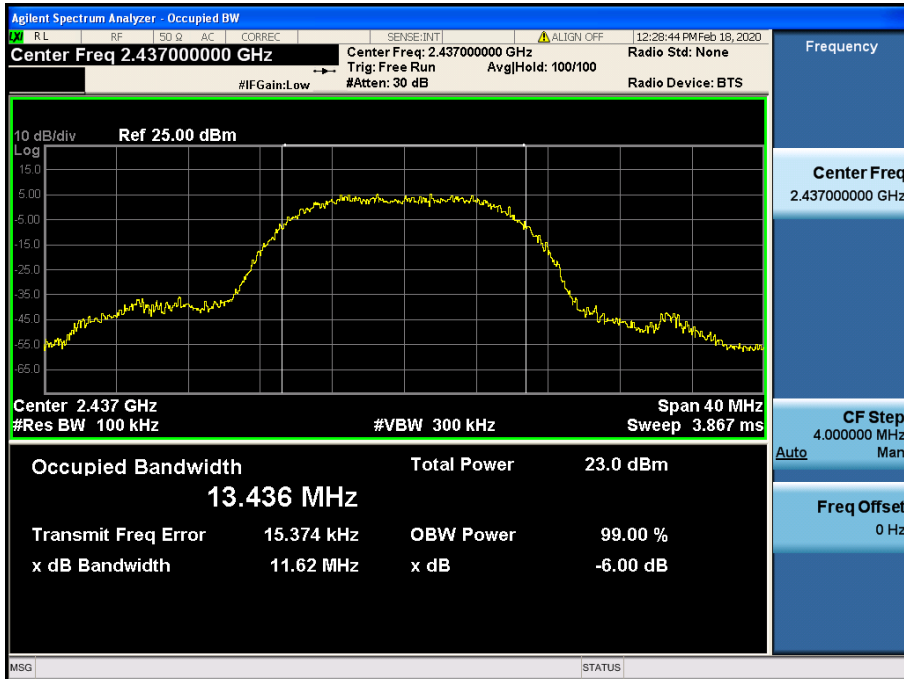 Agilent Spectrum Analyzer - Occupied BW
LXI RL RF 50 Ω AC CORREC SENSE:INT ALIGN OFF 12:28:44 PM Feb 18, 2020
Center Freq 2.437000000 GHz
Center Freq: 2.437000000 GHz
Radio Std: None
Trig: Free Run Avg|Hold: 100/100
#IFGain:Low
#Atten: 30 dB
Radio Device: BTS
10 dB/div Ref 25.00 dBm
Log
15.0
5.00
-5.00
-15.0
-25.0
-35.0
-45.0
-55.0
-65.0
Center 2.437 GHz Span 40 MHz
#Res BW 100 kHz #VBW 300 kHz Sweep 3.867 ms
Occupied Bandwidth Total Power 23.0 dBm
13.436 MHz
Transmit Freq Error 15.374 kHz OBW Power 99.00 %
x dB Bandwidth 11.62 MHz x dB -6.00 dB
MSG STATUS
Frequency
Center Freq
2.437000000 GHz
CF Step
4.000000 MHz
Auto Man
Freq Offset
0 Hz